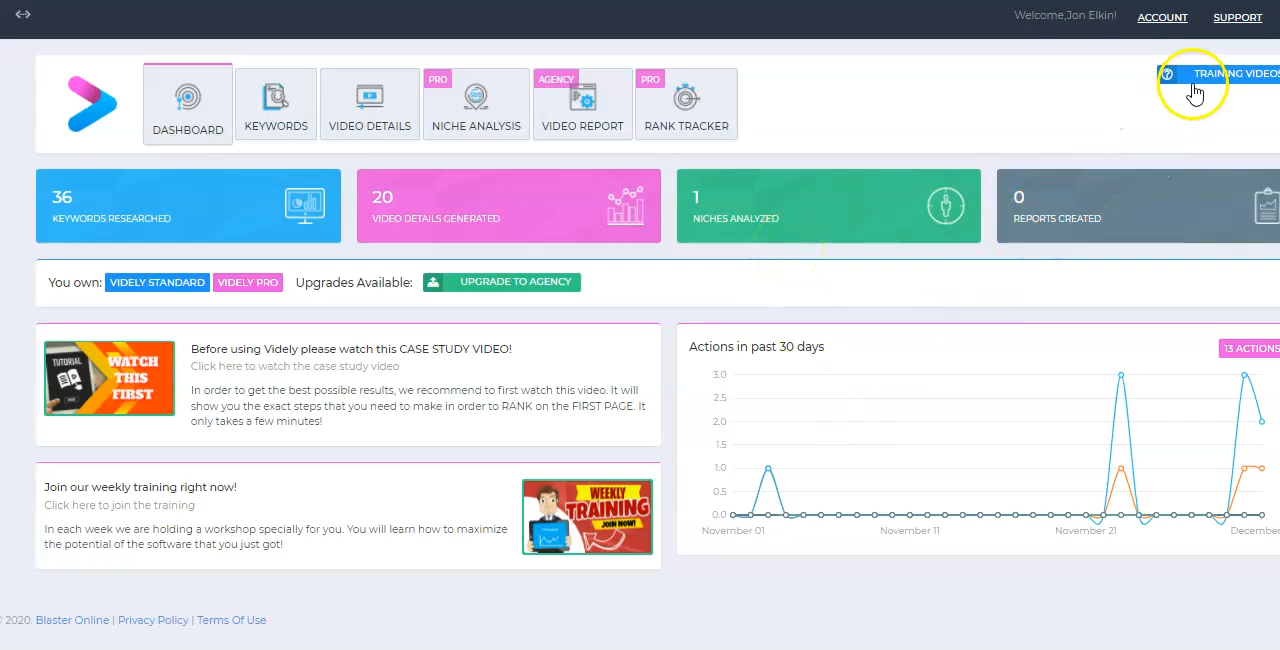 Welcome,Jon Elkin!
ACCOUNT
SUPPORT
TRAINING VIDEOS
DASHBOARD
KEYWORDS
VIDEO DETAILS
PRO
NICHE ANALYSIS
AGENCY
VIDEO REPORT
PRO
RANK TRACKER
36
KEYWORDS RESEARCHED
20
VIDEO DETAILS GENERATED
1
NICHES ANALYZED
0
REPORTS CREATED
You own: VIDELY STANDARD VIDELY PRO Upgrades Available: UPGRADE TO AGENCY
TUTORIAL
WATCH
THIS
FIRST
Before using Videly please watch this CASE STUDY VIDEO!
Click here to watch the case study video
In order to get the best possible results, we recommend to first watch this video. It will
show you the exact steps that you need to make in order to RANK on the FIRST PAGE. It
only takes a few minutes!
Join our weekly training right now!
Click here to join the training
In each week we are holding a workshop specially for you. You will learn how to maximize
the potential of the software that you just got!
WEEKLY
TRAINING
JOIN NOW!
Actions in past 30 days
13 ACTIONS
3.0
2.5
2.0
1.5
1.0
0.5
0.0
November 01
November 11
November 21
December
© 2020. Blaster Online | Privacy Policy | Terms Of Use